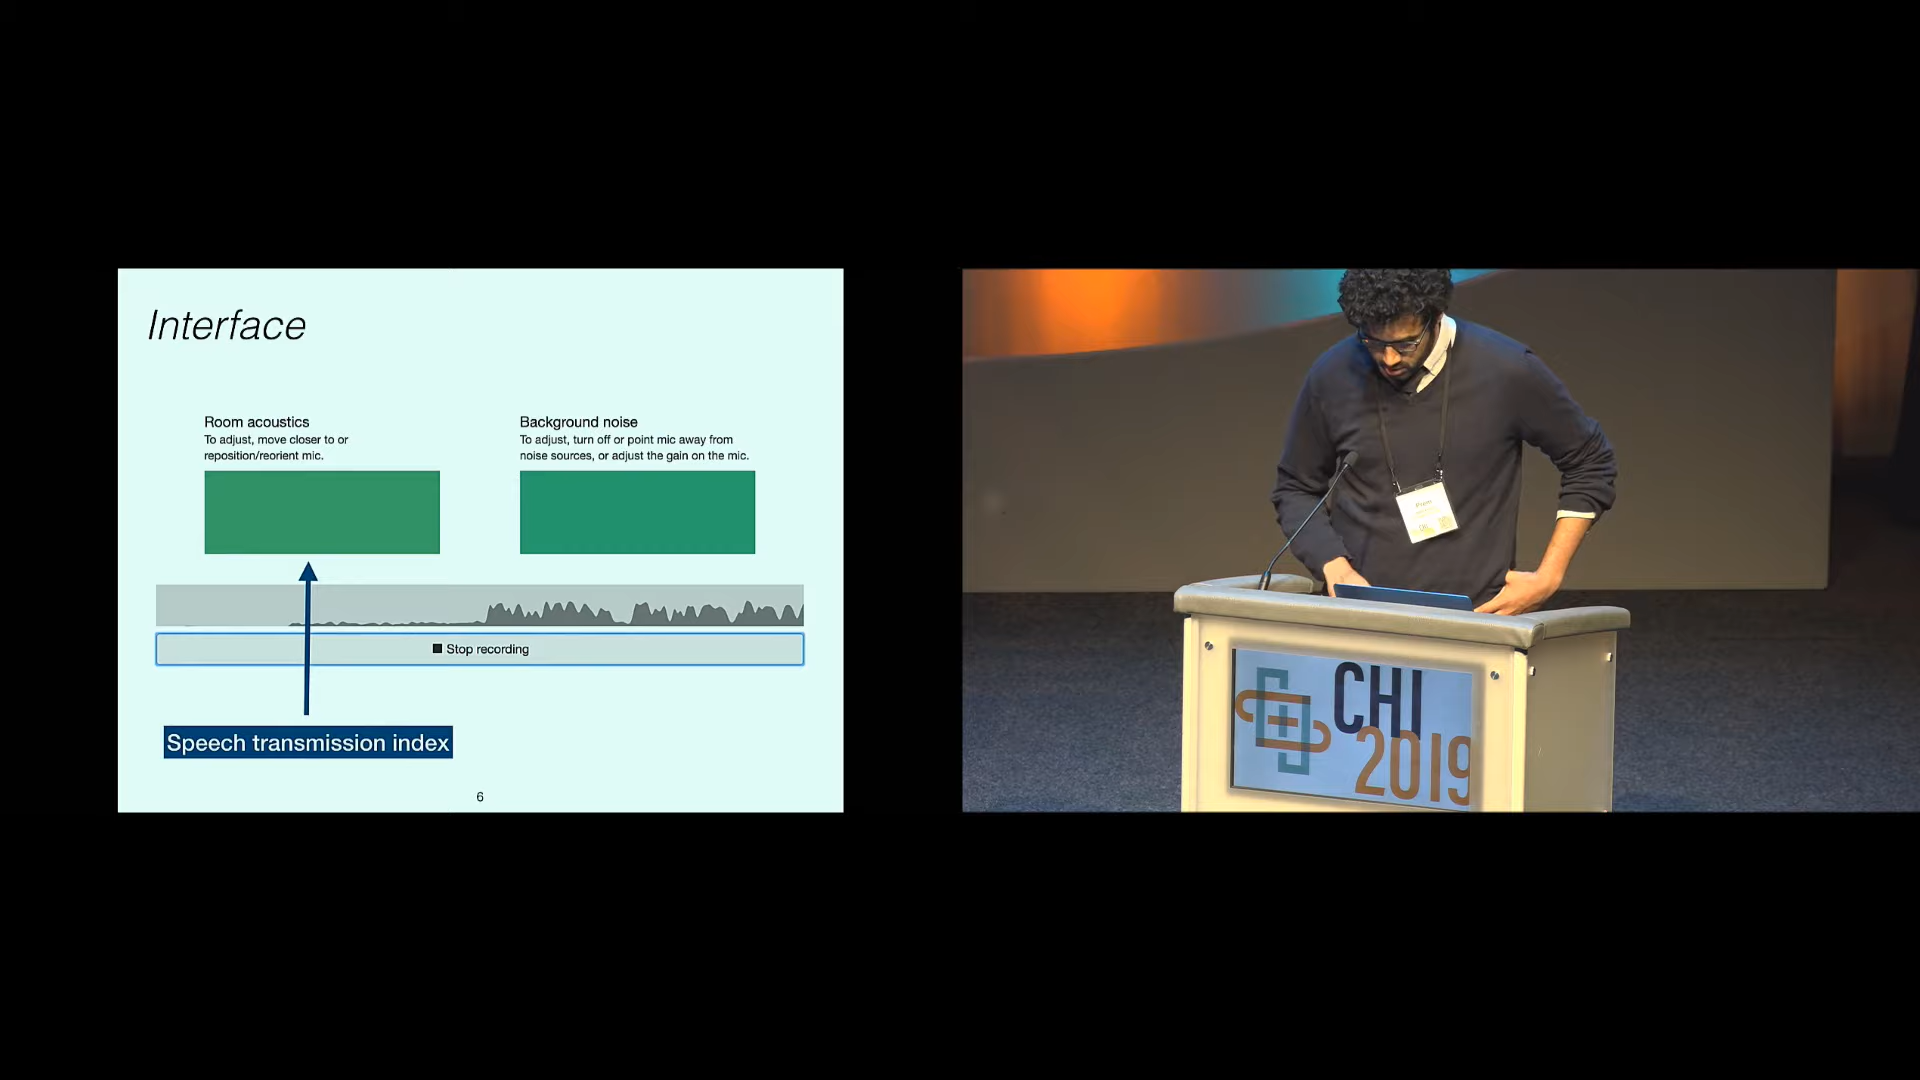 Interface
Room acoustics
To adjust, move closer to or
reposition/reorient mic.
Background noise
To adjust, turn off or point mic away from
noise sources, or adjust the gain on the mic.
Stop recording
Speech transmission index
6
CHI
2019